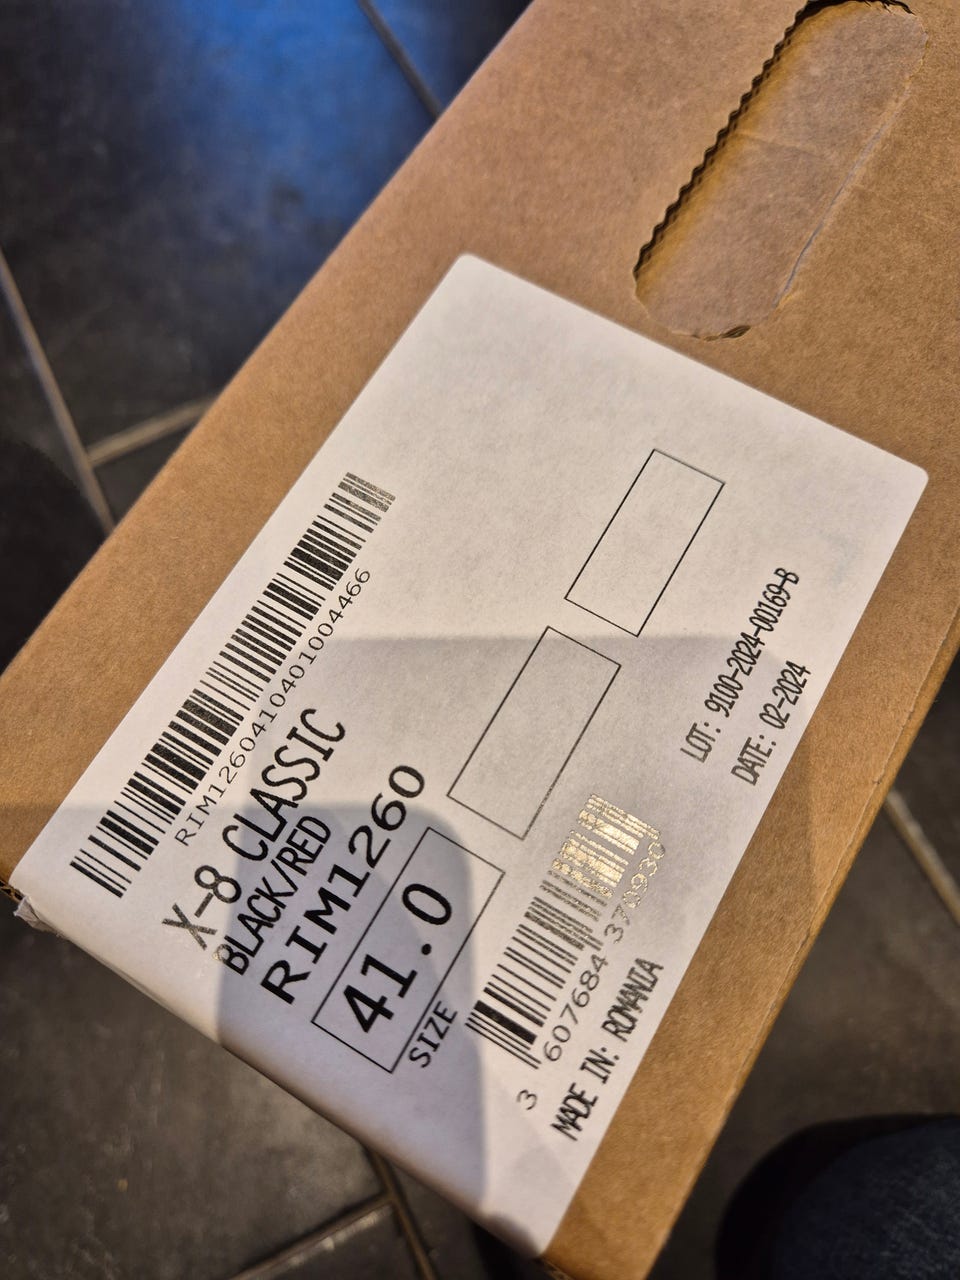 RIM1260410401004466
X-8 CLASSIC
BLACK/RED
RIM1260
41.0
SIZE
3 607684 370939
MADE IN: ROMANIA
LOT: 9100-2024-00169-B
DATE: 02-2024